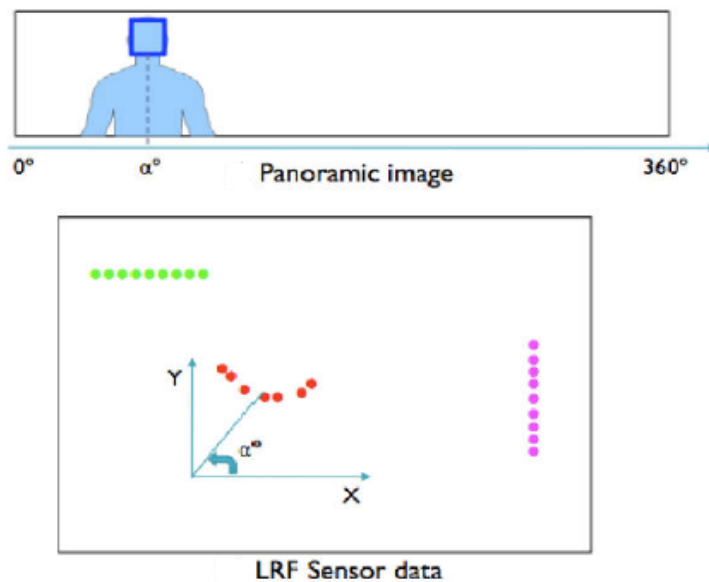 0° α° Panoramic image 360°
Y
α°
X
LRF Sensor data